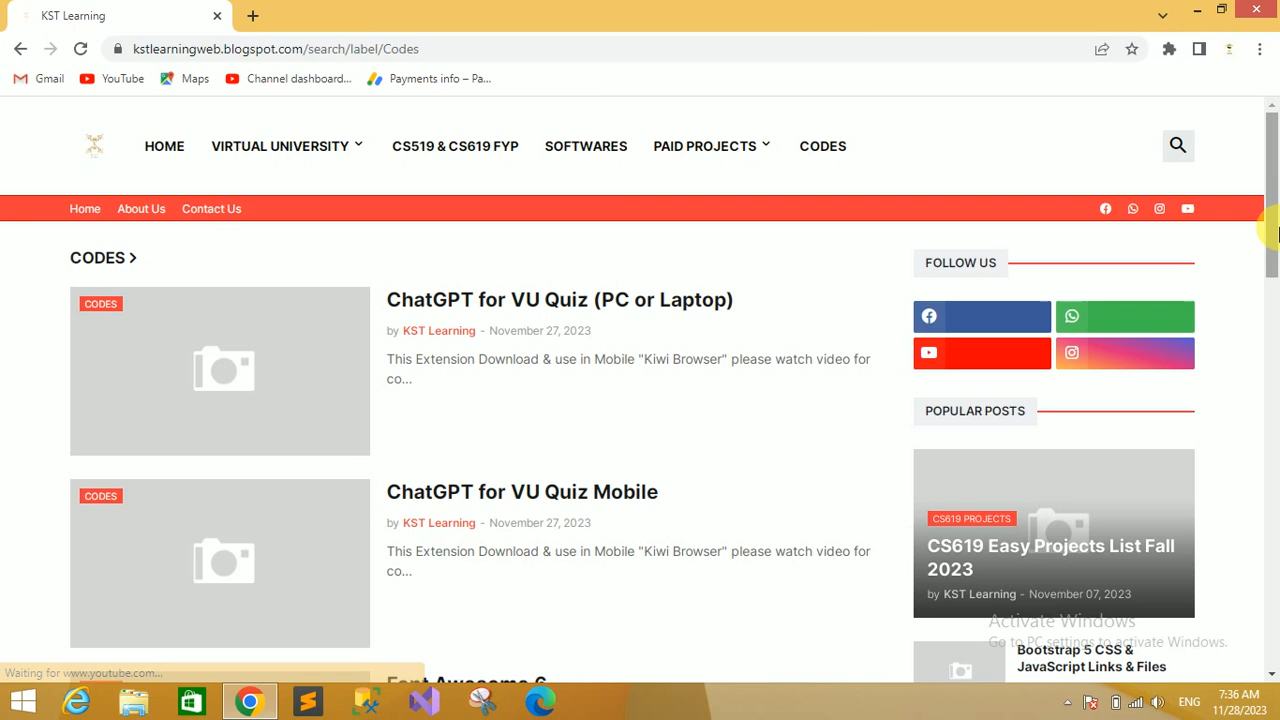 KST Learning
kstlearningweb.blogspot.com/search/label/Codes
Gmail
YouTube
Maps
Channel dashboard...
Payments info – Pa...
HOME
VIRTUAL UNIVERSITY
CS519 & CS619 FYP
SOFTWARES
PAID PROJECTS
CODES
Home
About Us
Contact Us
CODES
CODES
ChatGPT for VU Quiz (PC or Laptop)
by KST Learning - November 27, 2023
This Extension Download & use in Mobile "Kiwi Browser" please watch video for
co...
CODES
ChatGPT for VU Quiz Mobile
by KST Learning - November 27, 2023
This Extension Download & use in Mobile "Kiwi Browser" please watch video for
co...
Font Awesome 6
FOLLOW US
POPULAR POSTS
CS619 PROJECTS
CS619 Easy Projects List Fall
2023
by KST Learning - November 07, 2023
Bootstrap 5 CSS &
JavaScript Links & Files
Activate Windows
Go to PC settings to activate Windows.
Waiting for www.youtube.com...
ENG
7:36 AM
11/28/2023